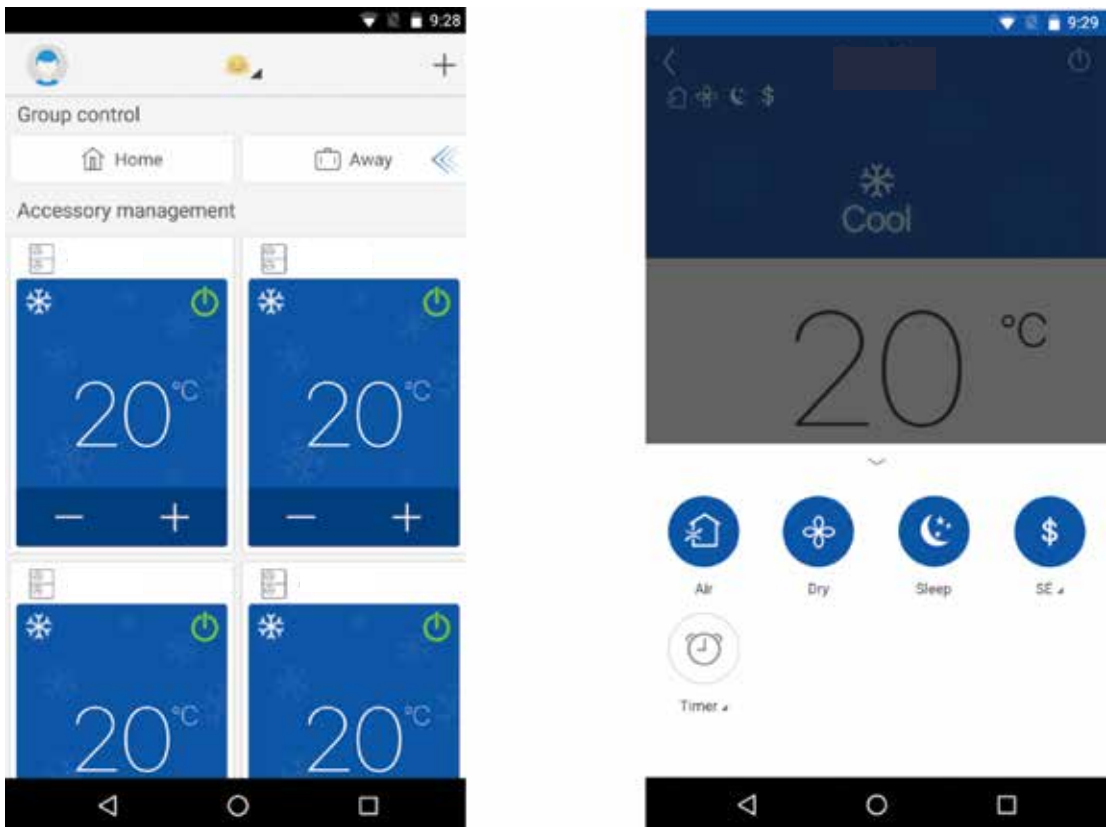 9:28
Group control
Home
Away
Accessory management
20°C
20°C
20°C
20°C
9:29
$
Cool
20 °C
$
Air
Dry
Sleep
SE
Timer